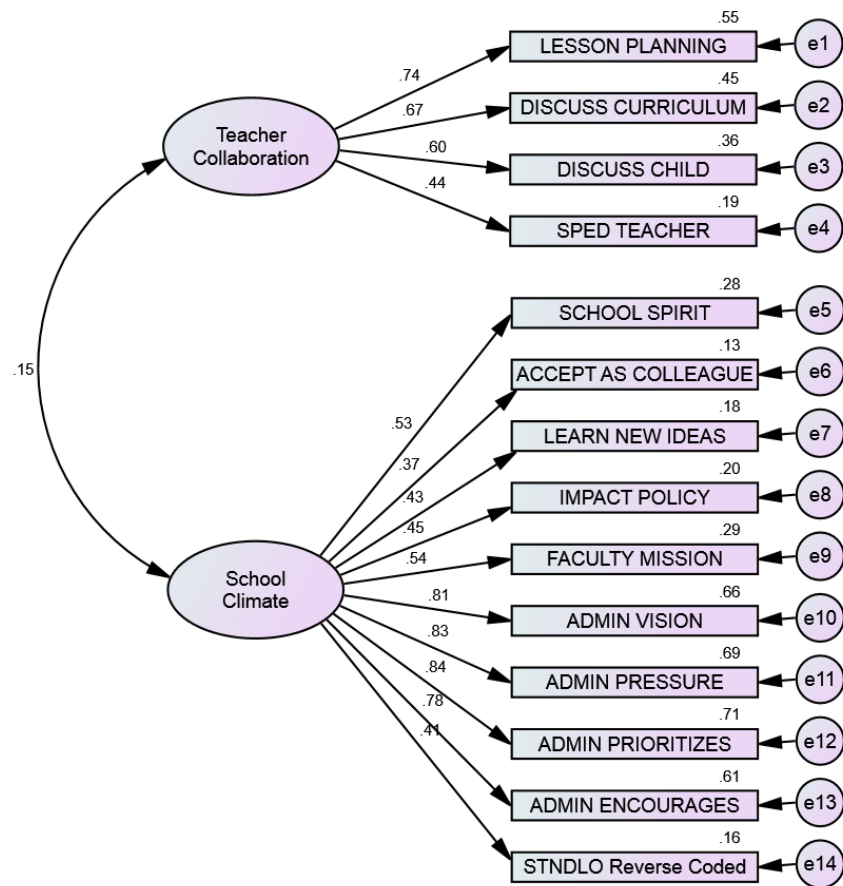 .55
LESSON PLANNING
e1
.74
.45
DISCUSS CURRICULUM
e2
.67
Teacher
Collaboration
.36
DISCUSS CHILD
e3
.60
.19
SPED TEACHER
e4
.44
.28
SCHOOL SPIRIT
e5
.13
ACCEPT AS COLLEAGUE
e6
.15
.53
.18
LEARN NEW IDEAS
e7
.37
.43
.20
IMPACT POLICY
e8
.45
.29
FACULTY MISSION
e9
.54
School
Climate
.66
ADMIN VISION
e10
.81
.69
ADMIN PRESSURE
e11
.83
.84
.71
ADMIN PRIORITIZES
e12
.78
.41
.61
ADMIN ENCOURAGES
e13
.16
STNDLO Reverse Coded
e14